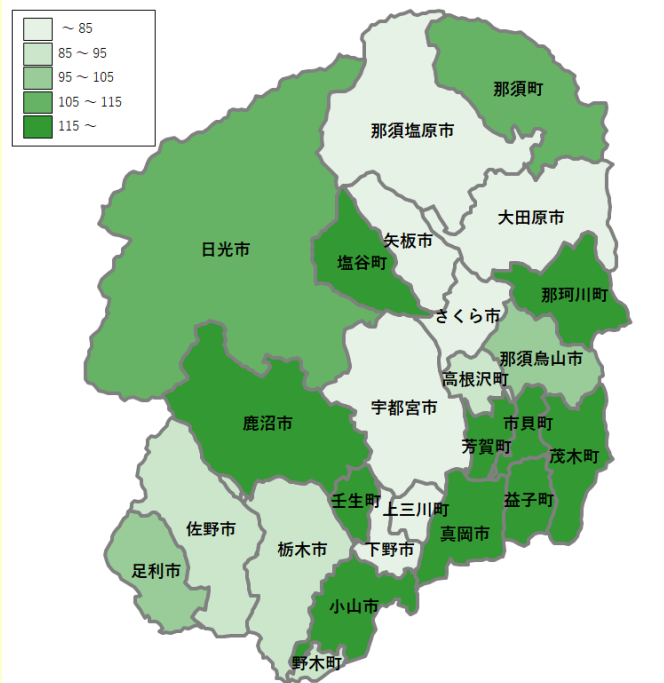 ～ 85
85 ～ 95
95 ～ 105
105 ～ 115
115 ～
那須町
那須塩原市
大田原市
矢板市
日光市
塩谷町
那珂川町
さくら市
那須烏山市
高根沢町
宇都宮市
鹿沼市
市貝町
芳賀町
茂木町
壬生町
益子町
上三川町
佐野市
真岡市
栃木市
下野市
足利市
小山市
野木町